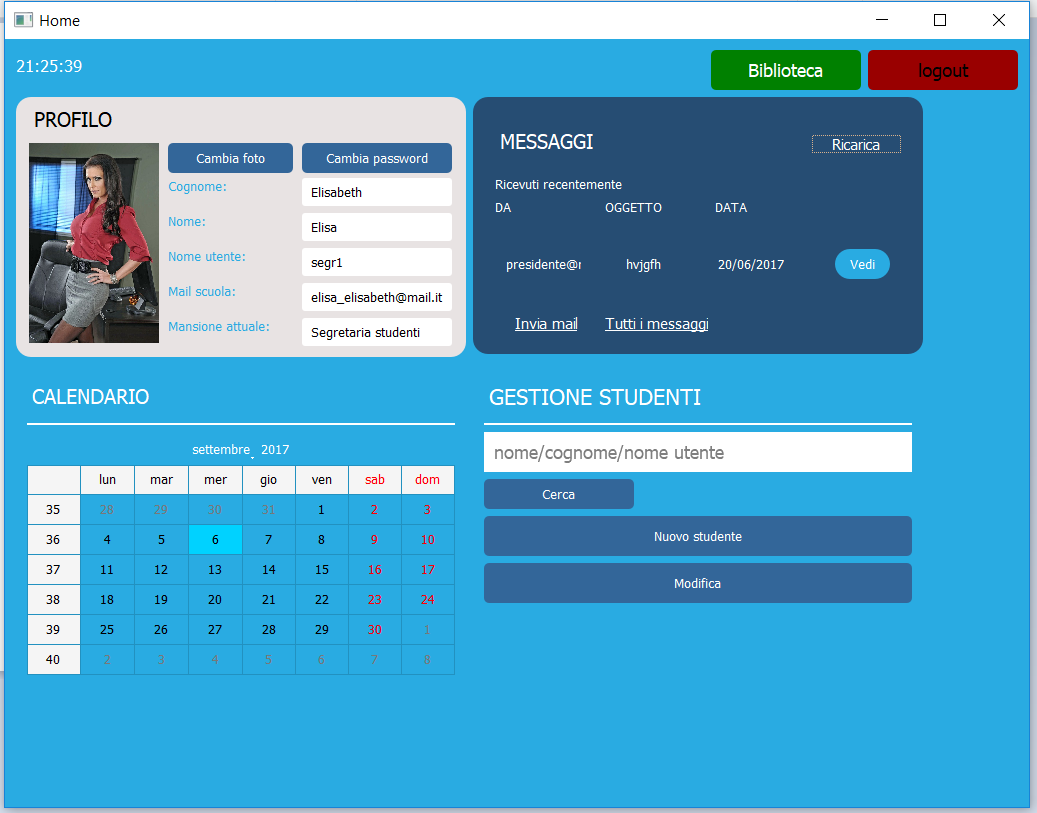 Home
21:25:39
Biblioteca
logout
PROFILO
Cambia foto
Cambia password
Cognome:
Elisabeth
Nome:
Elisa
Nome utente:
segr1
Mail scuola:
elisa_elisabeth@mail.it
Mansione attuale:
Segretaria studenti
MESSAGGI
Ricarica
Ricevuti recentemente
DA OGGETTO DATA
presidente@r hvjgfh 20/06/2017 Vedi
Invia mail Tutti i messaggi
CALENDARIO
settembre, 2017
lun mar mer gio ven sab dom
35 28 29 30 31 1 2 3
36 4 5 6 7 8 9 10
37 11 12 13 14 15 16 17
38 18 19 20 21 22 23 24
39 25 26 27 28 29 30 1
40 2 3 4 5 6 7 8
GESTIONE STUDENTI
nome/cognome/nome utente
Cerca
Nuovo studente
Modifica